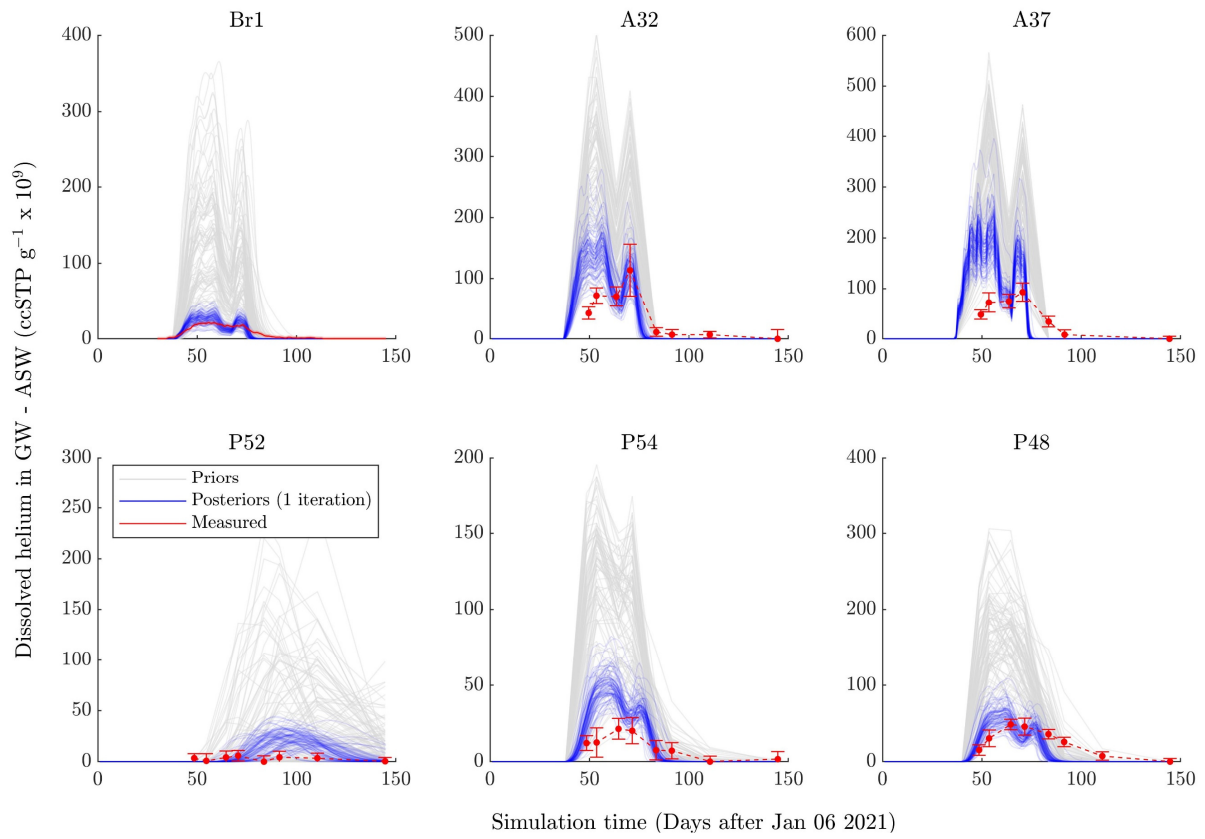 Br1
A32
A37
400
300
200
100
0
0 50 100 150
500
400
300
200
100
0
0 50 100 150
600
500
400
300
200
100
0
0 50 100 150
Dissolved helium in GW - ASW (ccSTP g⁻¹ x 10⁹)
P52
P54
P48
300
250
200
150
100
50
0
0 50 100 150
Priors
Posteriors (1 iteration)
Measured
200
150
100
50
0
0 50 100 150
400
300
200
100
0
0 50 100 150
Simulation time (Days after Jan 06 2021)